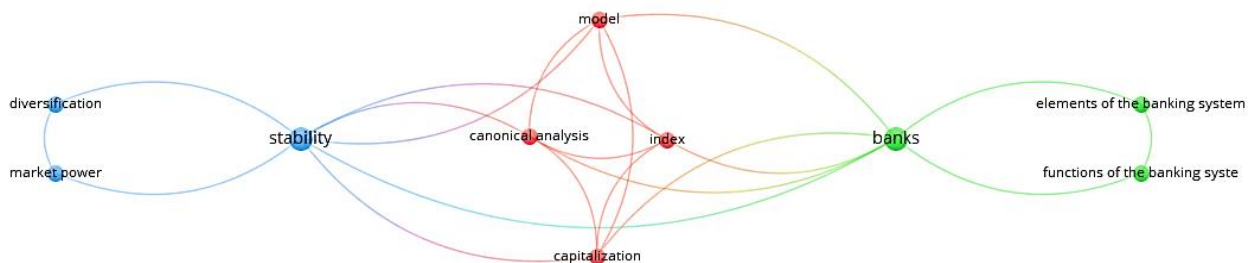 model
diversification
elements of the banking system
stability
canonical analysis
index
banks
market power
functions of the banking syste
capitalization